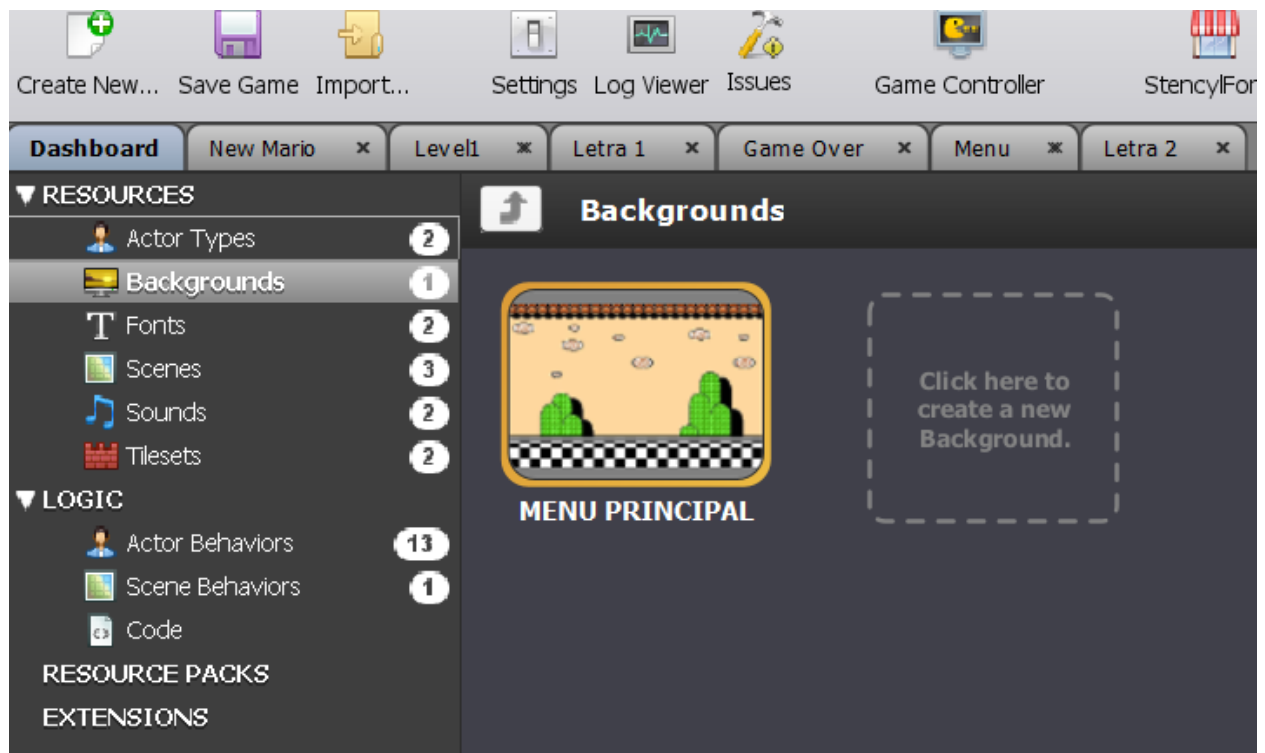 Create New... Save Game Import... Settings Log Viewer Issues Game Controller StencylFor
Dashboard New Mario Level1 Letra 1 Game Over Menu Letra 2
RESOURCES
Actor Types 2
Backgrounds 1
Fonts 2
Scenes 3
Sounds 2
Tilesets 2
LOGIC
Actor Behaviors 13
Scene Behaviors 1
Code
RESOURCE PACKS
EXTENSIONS
Backgrounds
MENU PRINCIPAL
Click here to
create a new
Background.